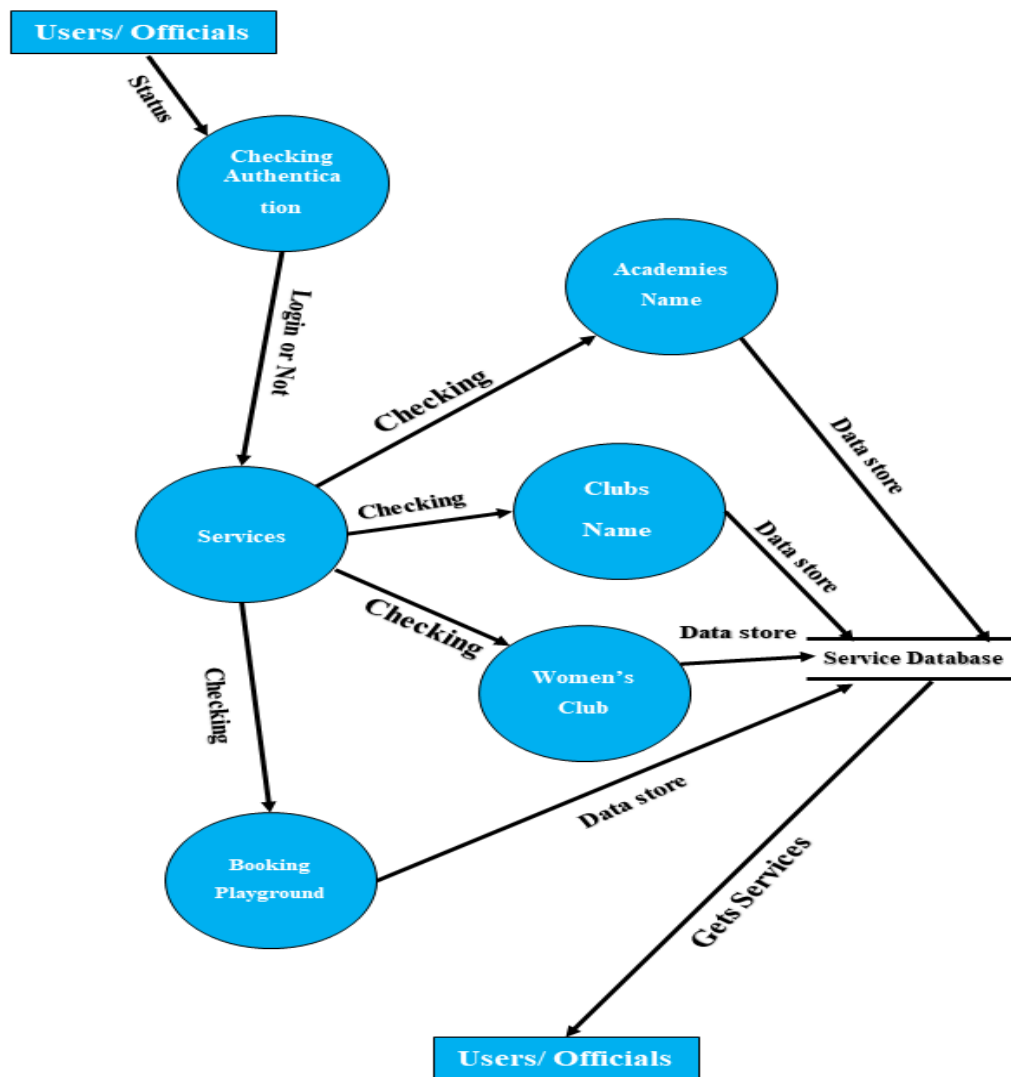 Users/ Officials
Status
Checking
Authentica
tion
Login or Not
Academies
Name
Checking
Data store
Services
Checking
Clubs
Name
Data store
Checking
Women's
Club
Data store
Service Database
Checking
Booking
Playground
Data store
Gets Services
Users/ Officials